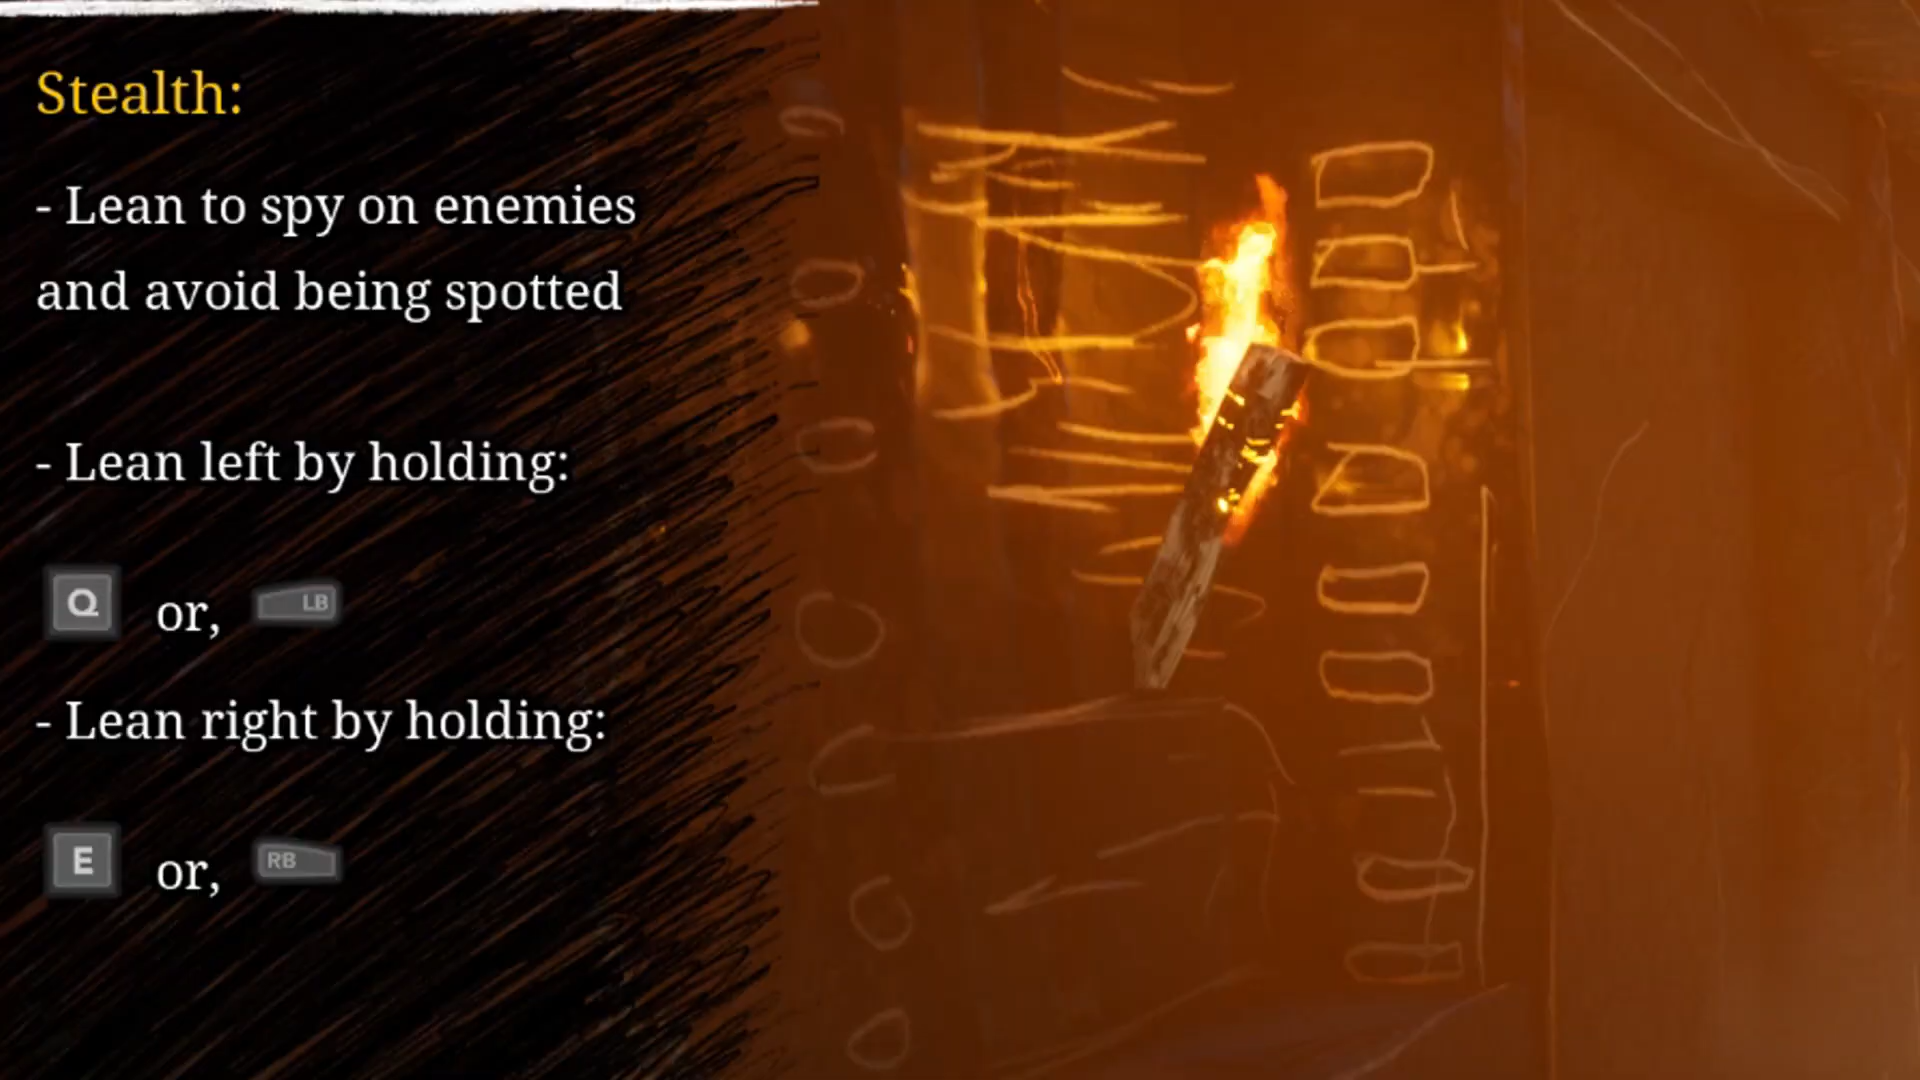 Stealth:
- Lean to spy on enemies
and avoid being spotted
- Lean left by holding:
Q or, LB
- Lean right by holding:
E or, RB